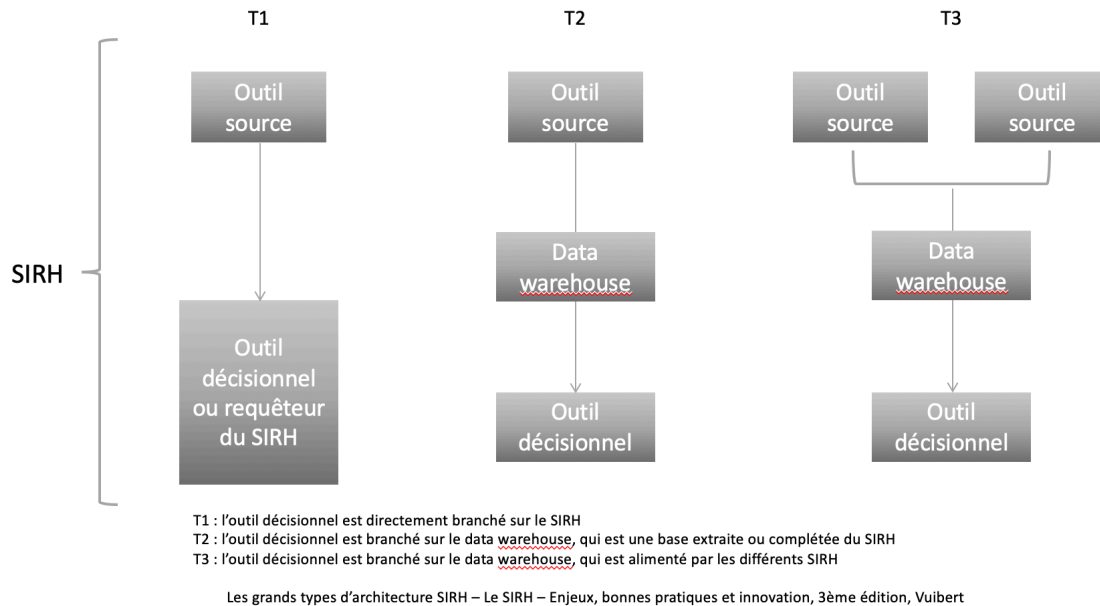 T1
T2
T3
SIRH
Outil
source
Outil
décisionnel
ou requêteur
du SIRH
Outil
source
Data
warehouse
Outil
décisionnel
Outil
source
Outil
source
Data
warehouse
Outil
décisionnel
T1 : l’outil décisionnel est directement branché sur le SIRH
T2 : l’outil décisionnel est branché sur le data warehouse, qui est une base extraite ou complétée du SIRH
T3 : l’outil décisionnel est branché sur le data warehouse, qui est alimenté par les différents SIRH
Les grands types d’architecture SIRH – Le SIRH – Enjeux, bonnes pratiques et innovation, 3ème édition, Vuibert